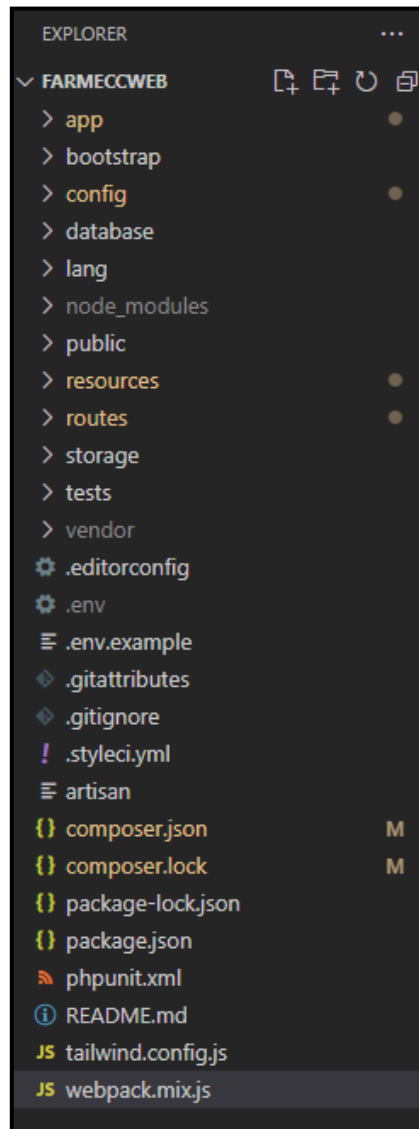 EXPLORER
FARMECCWEB
app
bootstrap
config
database
lang
node_modules
public
resources
routes
storage
tests
vendor
.editorconfig
.env
.env.example
.gitattributes
.gitignore
! .styleci.yml
artisan
{} composer.json M
{} composer.lock M
{} package-lock.json
{} package.json
phpunit.xml
README.md
JS tailwind.config.js
JS webpack.mix.js